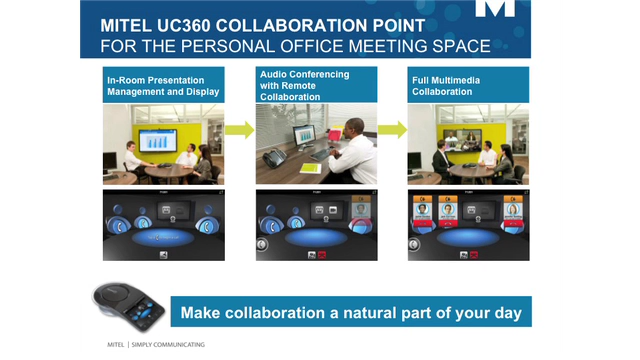 M
MITEL UC360 COLLABORATION POINT
FOR THE PERSONAL OFFICE MEETING SPACE
In-Room Presentation
Management and Display
Audio Conferencing
with Remote
Collaboration
Full Multimedia
Collaboration
Make collaboration a natural part of your day
MITEL | SIMPLY COMMUNICATING